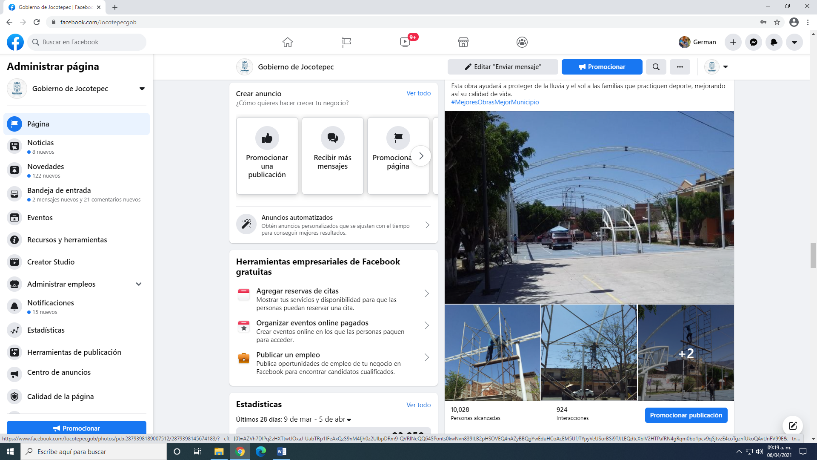 Gobierno de Jocotepec | Facebook
facebook.com/Jocotepecgob
Buscar en Facebook
9+
German
Administrar página
Gobierno de Jocotepec
Página
Noticias
8 nuevos
Novedades
122 nuevos
Bandeja de entrada
2 mensajes nuevos y 21 comentarios nuevos
Eventos
Recursos y herramientas
Creator Studio
Administrar empleos
Notificaciones
15 nuevos
Estadísticas
Herramientas de publicación
Centro de anuncios
Calidad de la página
Promocionar
Gobierno de Jocotepec
Editar "Enviar mensaje"
Promocionar
Crear anuncio
Ver todo
¿Cómo quieres hacer crecer tu negocio?
Promocionar una publicación
Recibir más mensajes
Promociona página
Anuncios automatizados
Obtén anuncios personalizados que se ajustan con el tiempo
para conseguir mejores resultados.
Herramientas empresariales de Facebook
gratuitas
Agregar reservas de citas
Mostrar tus servicios y disponibilidad para que las
personas puedan reservar una cita.
Organizar eventos online pagados
Crear eventos online en los que las personas paguen
para acceder.
Publicar un empleo
Publica oportunidades de empleo de tu negocio en
Facebook para encontrar candidatos cualificados.
Estadísticas
Ver todo
Últimos 28 días: 9 de mar - 5 de abr
Esta obra ayudará a proteger de la lluvia y el sol a las familias que practiquen deporte, mejorando
así su calidad de vida.
#MejoresObrasMejorMunicipio
+2
10,028
Personas alcanzadas
924
Interacciones
Promocionar publicación
Escribe aquí para buscar
09:19 a. m.
06/04/2021